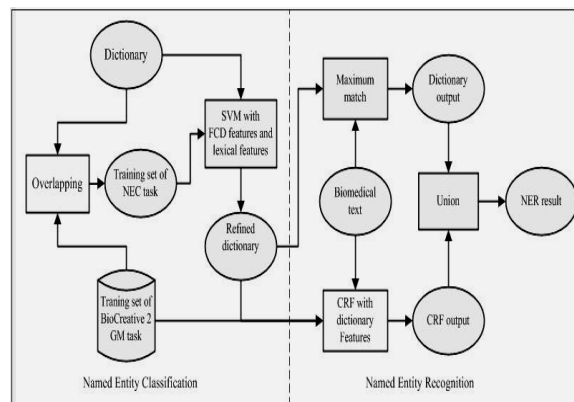 Dictionary
Overlapping
Training set of
NEC task
SVM with
FCD features and
lexical features
Refined
dictionary
Traning set of
BioCreative 2
GM task
Named Entity Classification
Maximum
match
Dictionary
output
Biomedical
text
Union
NER result
CRF with
dictionary
Features
CRF output
Named Entity Recognition